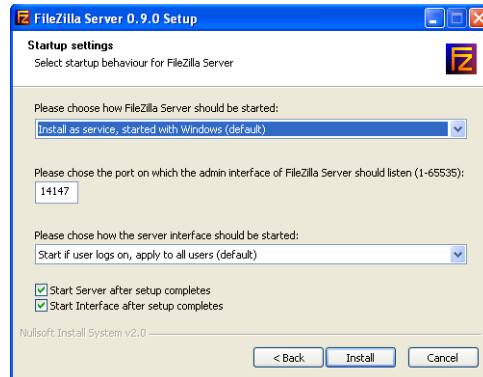 FileZilla Server 0.9.0 Setup
Startup settings
Select startup behaviour for FileZilla Server
FZ
Please choose how FileZilla Server should be started:
Install as service, started with Windows (default)
Please chose the port on which the admin interface of FileZilla Server should listen (1-65535):
14147
Please chose how the server interface should be started:
Start if user logs on, apply to all users (default)
Start Server after setup completes
Start Interface after setup completes
Nullsoft Install System v2.0
< Back Install Cancel